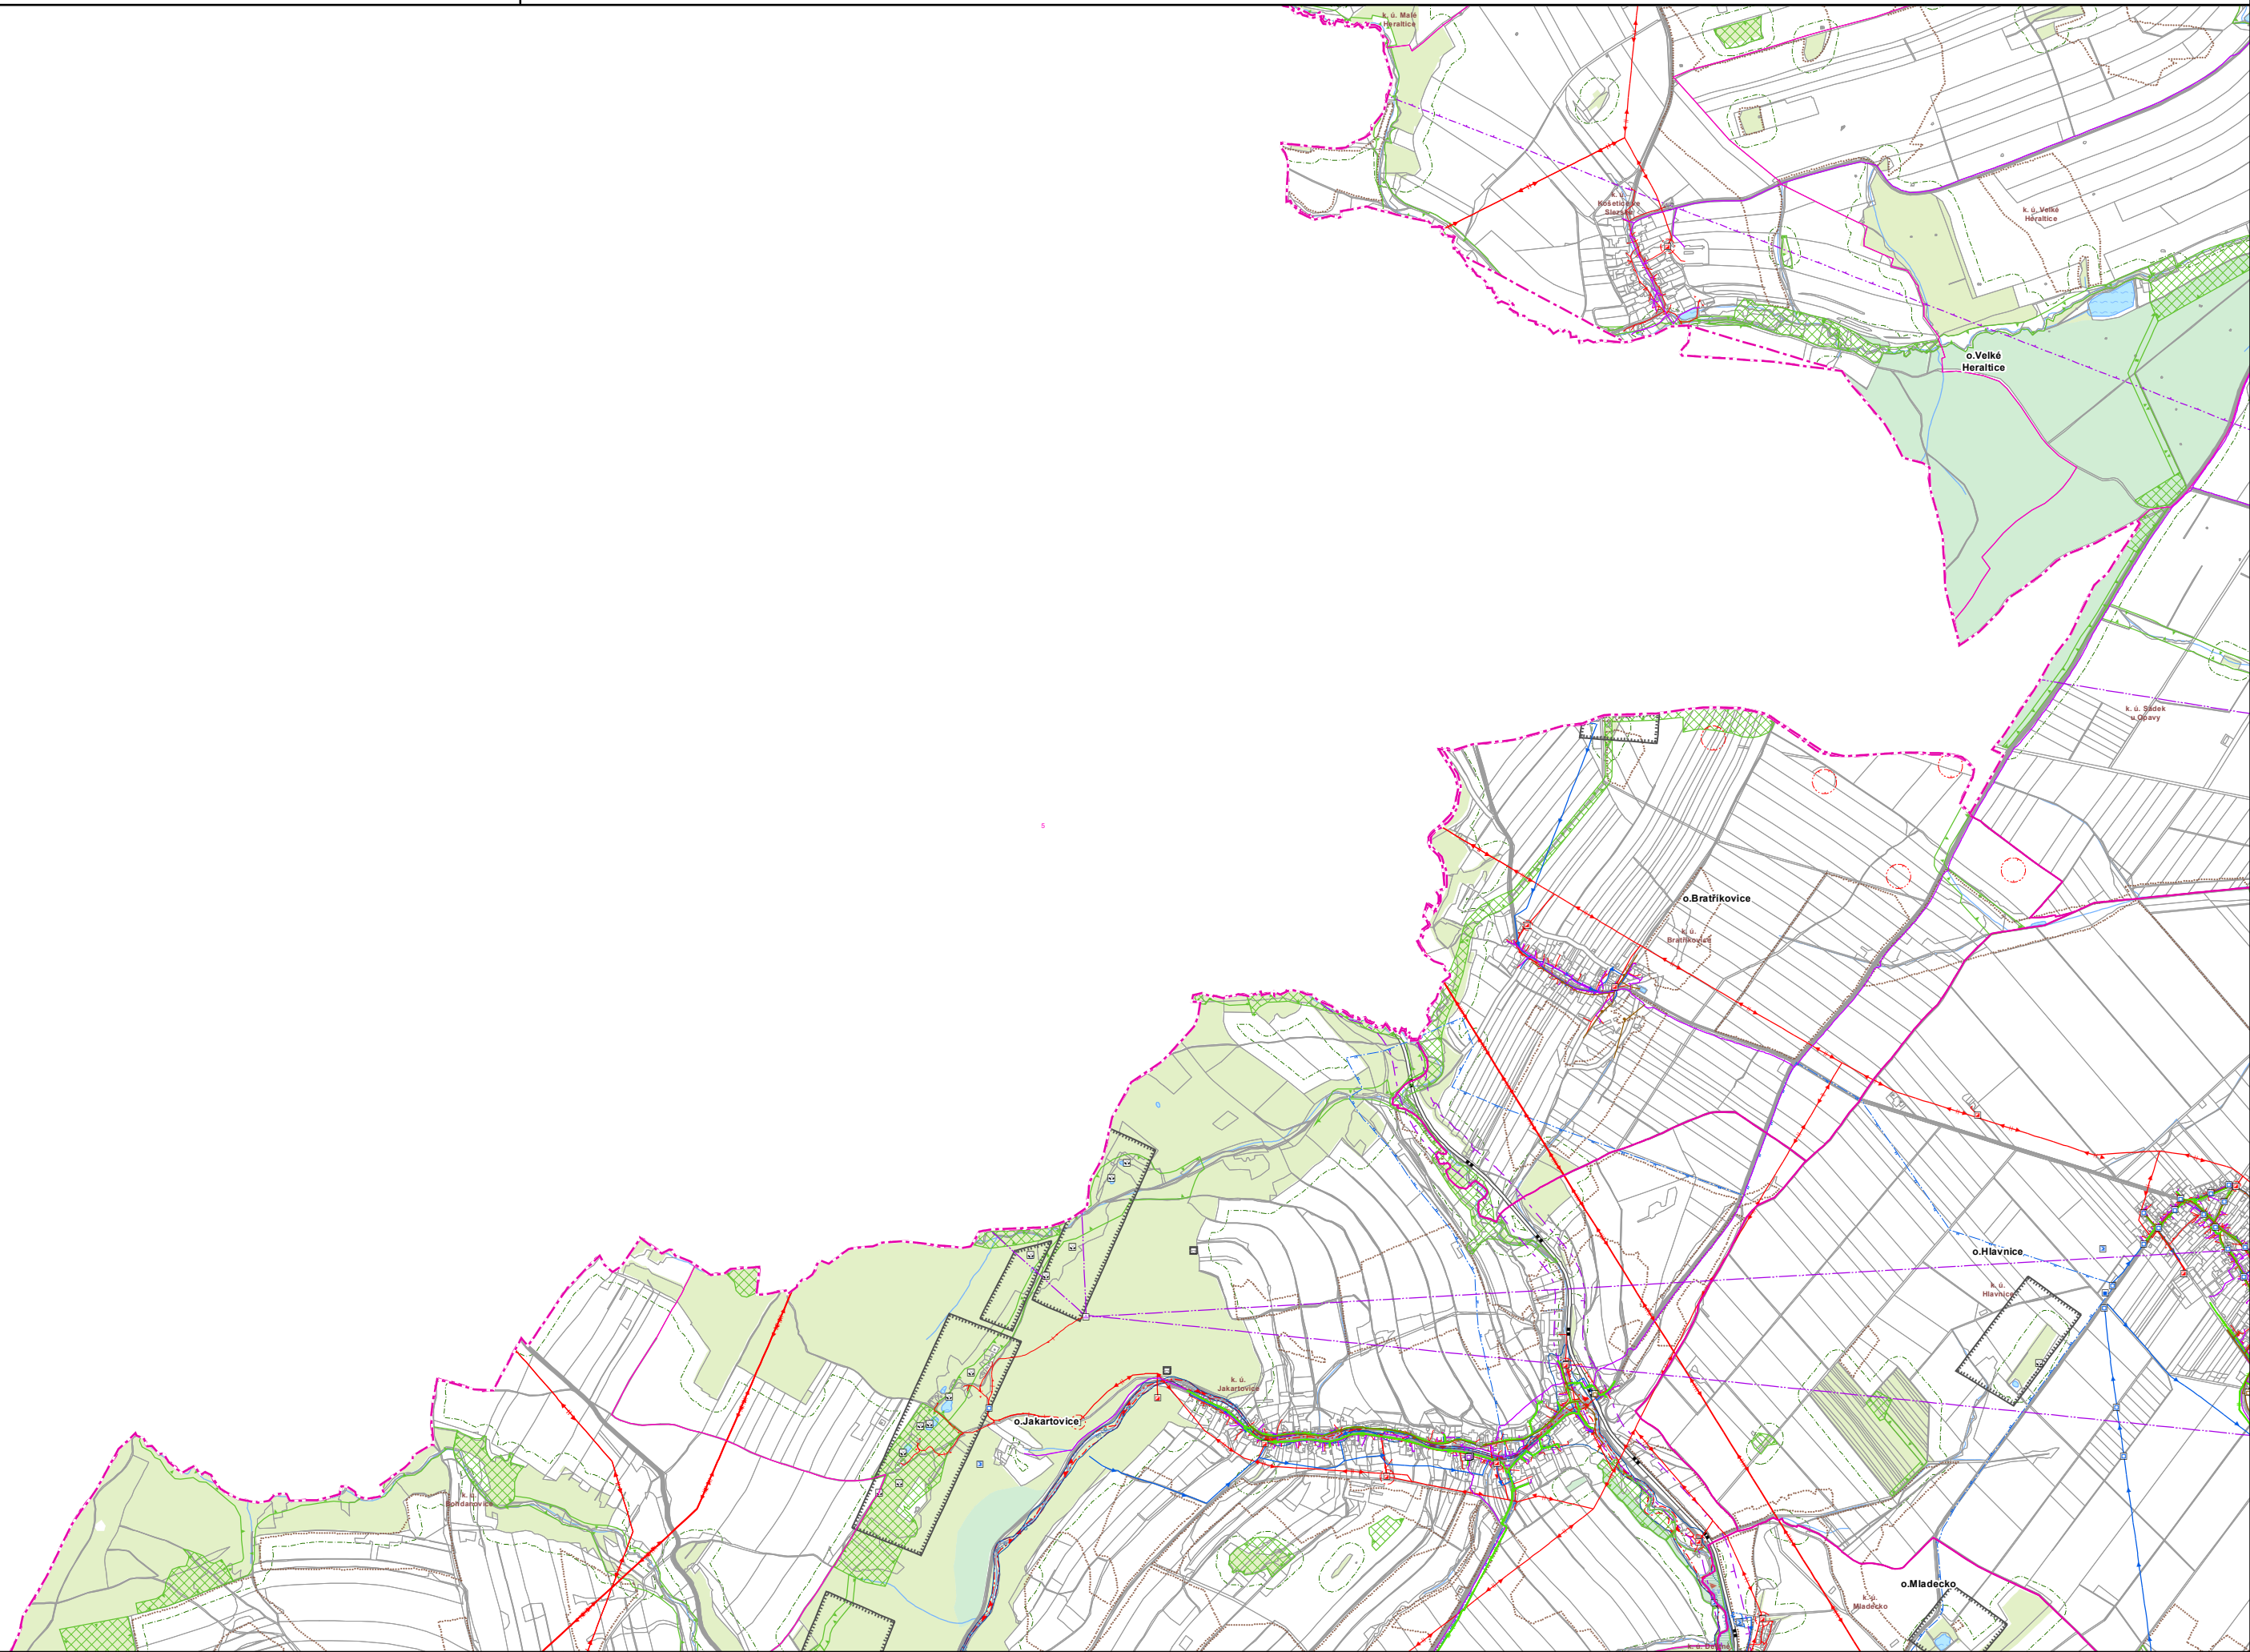 k. ú. Malé
Heraltice
k. ú.
Košetice ve
Slezsku
k. ú. Velké
Heraltice
o.Velké
Heraltice
k. ú. Sádek
u Opavy
5
o.Bratříkovice
k. ú.
Bratříkovice
o.Hlavnice
k. ú.
Hlavnice
k. ú.
Jakartovice
o.Jakartovice
k. ú.
Bohdanovice
o.Mladecko
k. ú.
Mladecko
k. ú.